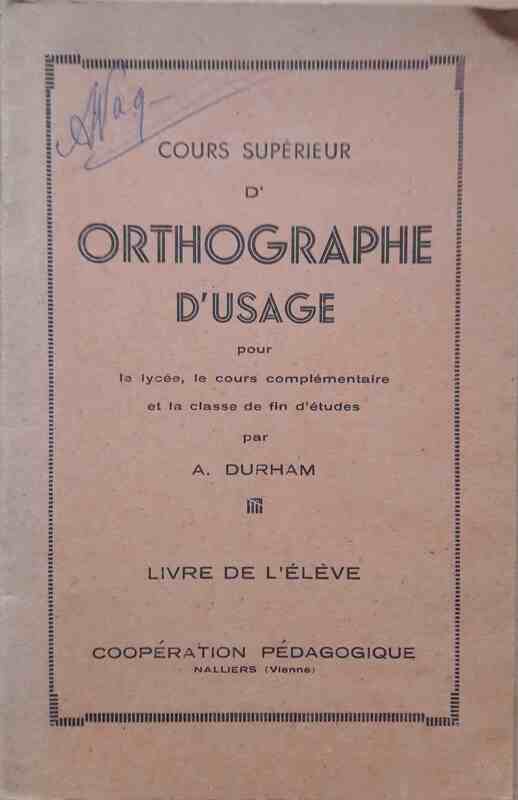 COURS SUPÉRIEUR
D'
ORTHOGRAPHE
D'USAGE
pour
le lycée, le cours complémentaire
et la classe de fin d'études
par
A. DURHAM
LIVRE DE L'ÉLÈVE
COOPÉRATION PÉDAGOGIQUE
NALLIERS (Vienne)